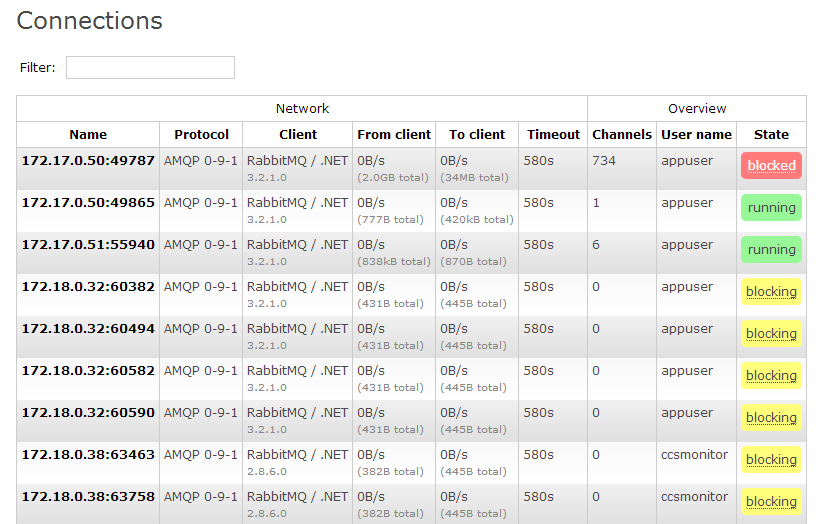 Connections
Filter:
Network Overview
Name Protocol Client From client To client Timeout Channels User name State
172.17.0.50:49787 AMQP 0-9-1 RabbitMQ / .NET 0B/s 0B/s 580s 734 appuser blocked
3.2.1.0 (2.0GB total) (34MB total)
172.17.0.50:49865 AMQP 0-9-1 RabbitMQ / .NET 0B/s 0B/s 580s 1 appuser running
3.2.1.0 (777B total) (420kB total)
172.17.0.51:55940 AMQP 0-9-1 RabbitMQ / .NET 0B/s 0B/s 580s 6 appuser running
3.2.1.0 (838kB total) (870B total)
172.18.0.32:60382 AMQP 0-9-1 RabbitMQ / .NET 0B/s 0B/s 580s 0 appuser blocking
3.2.1.0 (431B total) (445B total)
172.18.0.32:60494 AMQP 0-9-1 RabbitMQ / .NET 0B/s 0B/s 580s 0 appuser blocking
3.2.1.0 (431B total) (445B total)
172.18.0.32:60582 AMQP 0-9-1 RabbitMQ / .NET 0B/s 0B/s 580s 0 appuser blocking
3.2.1.0 (431B total) (445B total)
172.18.0.32:60590 AMQP 0-9-1 RabbitMQ / .NET 0B/s 0B/s 580s 0 appuser blocking
3.2.1.0 (431B total) (445B total)
172.18.0.38:63463 AMQP 0-9-1 RabbitMQ / .NET 0B/s 0B/s 580s 0 ccsmonitor blocking
2.8.6.0 (382B total) (445B total)
172.18.0.38:63758 AMQP 0-9-1 RabbitMQ / .NET 0B/s 0B/s 580s 0 ccsmonitor blocking
2.8.6.0 (382B total) (445B total)